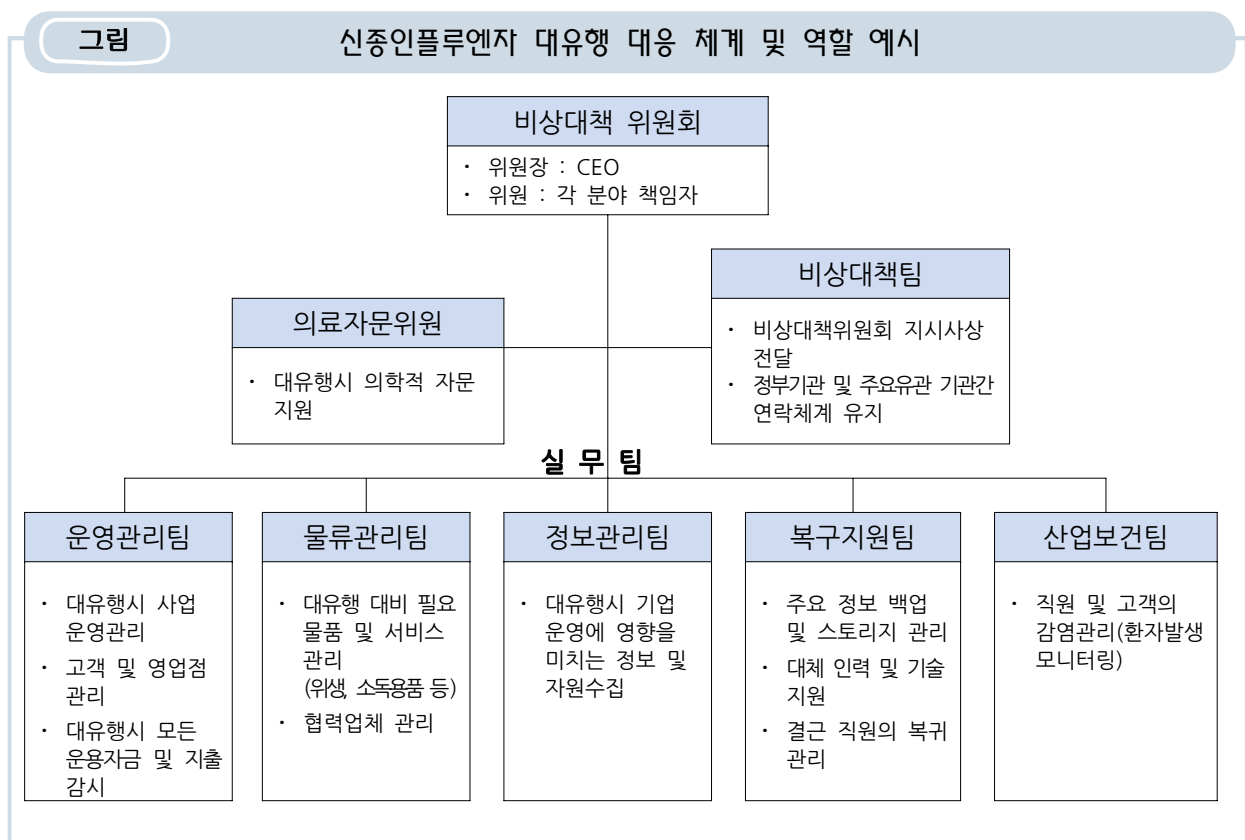 그림
신종인플루엔자 대유행 대응 체계 및 역할 예시
비상대책 위원회
· 위원장 : CEO
· 위원 : 각 분야 책임자
비상대책팀
· 비상대책위원회 지시사상
전달
· 정부기관 및 주요유관 기관간
연락체계 유지
의료자문위원
· 대유행시 의학적 자문
지원
실 무 팀
운영관리팀
· 대유행시 사업
운영관리
· 고객 및 영업점
관리
· 대유행시 모든
운용자금 및 지출
감시
물류관리팀
· 대유행 대비 필요
물품 및 서비스
관리
(위생, 소독용품 등)
· 협력업체 관리
정보관리팀
· 대유행시 기업
운영에 영향을
미치는 정보 및
자원수집
복구지원팀
· 주요 정보 백업
및 스토리지 관리
· 대체 인력 및 기술
지원
· 결근 직원의 복귀
관리
산업보건팀
· 직원 및 고객의
감염관리(환자발생
모니터링)